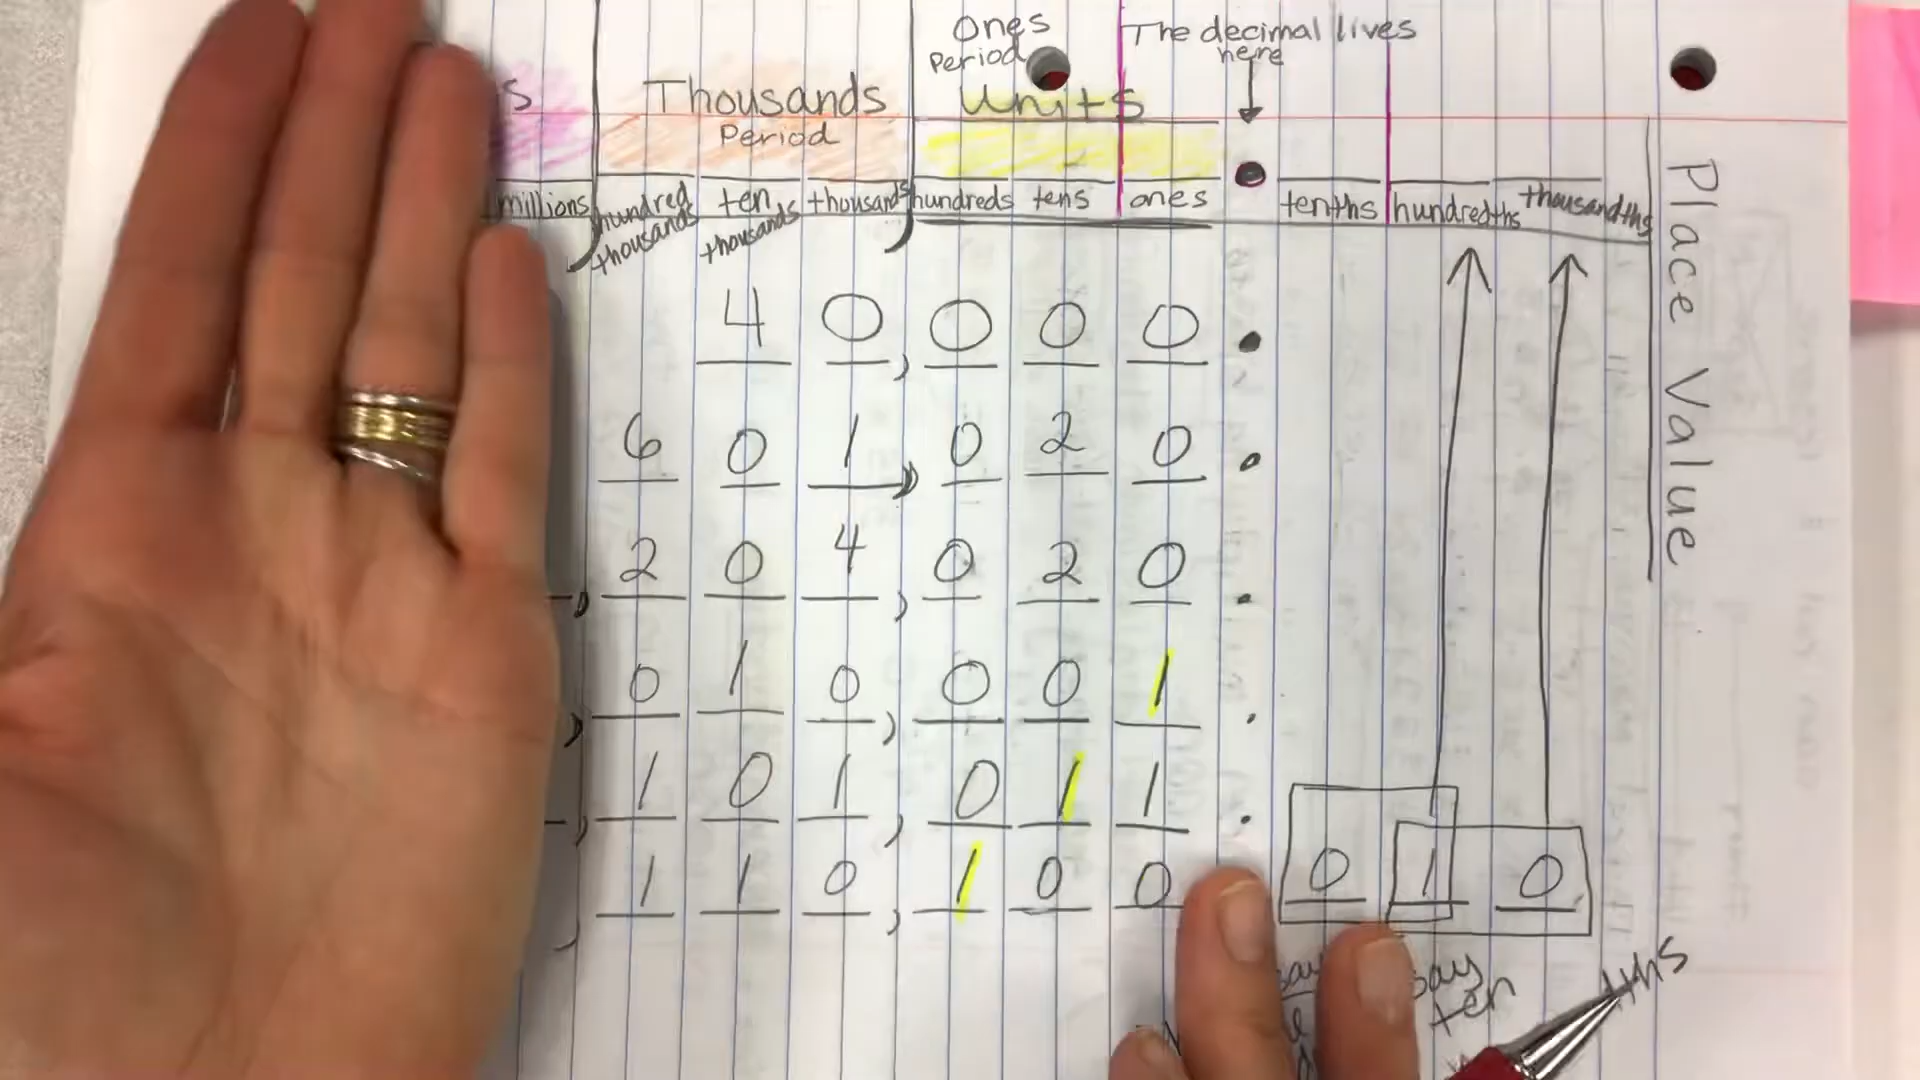 Ones
Period
The decimal lives
here
s
Thousands
Period
Units
millions
hundred
thousands
ten
thousands
thousands
hundreds
tens
ones
tenths
hundredths
thousandths
Place Value
4 0, 0 0 0 .
6 0 1, 0 2 0 .
, 2 0 4, 0 2 0 .
, 0 1 0, 0 0 1 .
, 1 0 1, 0 1 1 .
, 1 1 0, 1 0 0 0 1 0
say
say
ten
ths